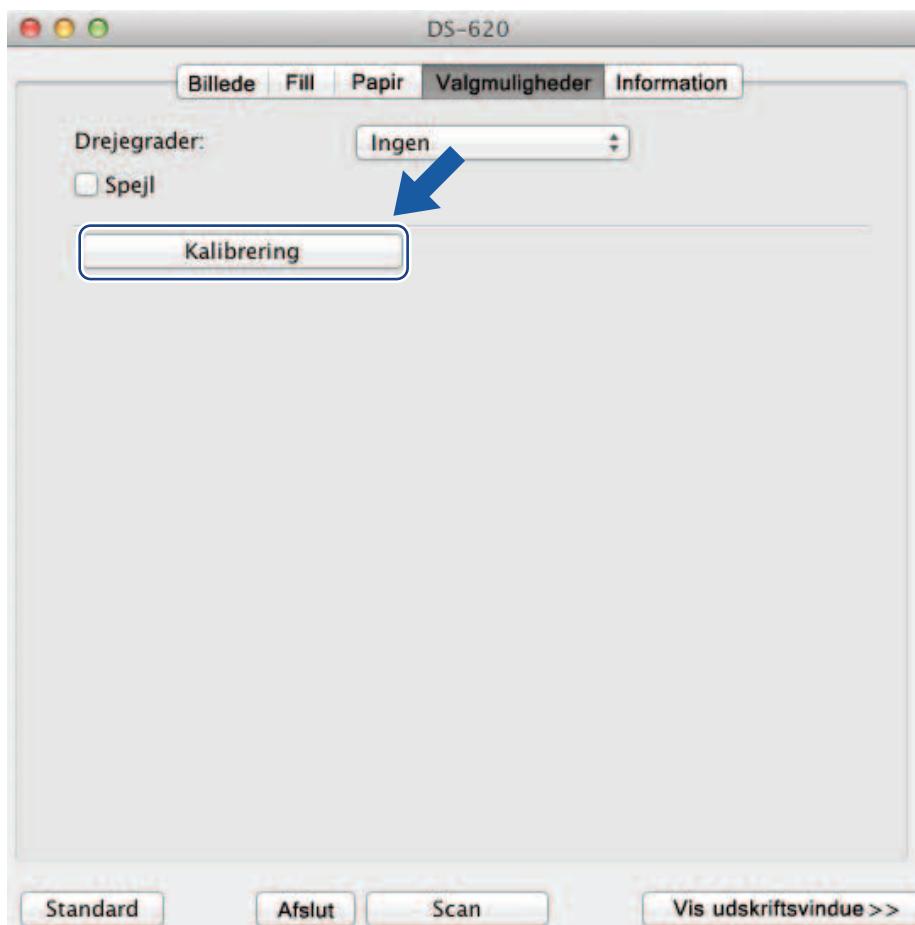 DS-620
Billede Fill Papir Valgmuligheder Information
Drejegrader: Ingen
Spejl
Kalibrering
Standard Afslut Scan Vis udskriftsvindue >>